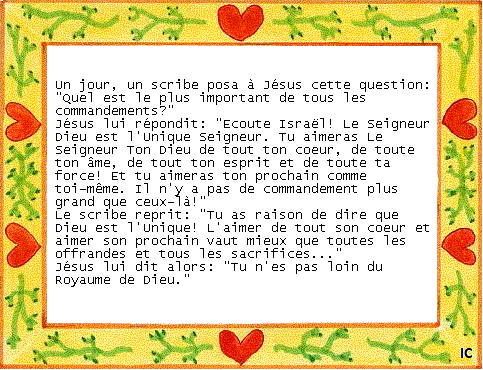 Un jour, un scribe posa à Jésus cette question:
"Quel est le plus important de tous les
commandements?"
Jésus lui répondit: "Ecoute Israël! Le Seigneur
Dieu est l'Unique Seigneur. Tu aimeras Le
Seigneur Ton Dieu de tout ton coeur, de toute
ton âme, de tout ton esprit et de toute ta
force! Et tu aimeras ton prochain comme
toi-même. Il n'y a pas de commandement plus
grand que ceux-là!"
Le scribe reprit: "Tu as raison de dire que
Dieu est l'Unique! L'aimer de tout son coeur et
aimer son prochain vaut mieux que toutes les
offrandes et tous les sacrifices..."
Jésus lui dit alors: "Tu n'es pas loin du
Royaume de Dieu."
IC